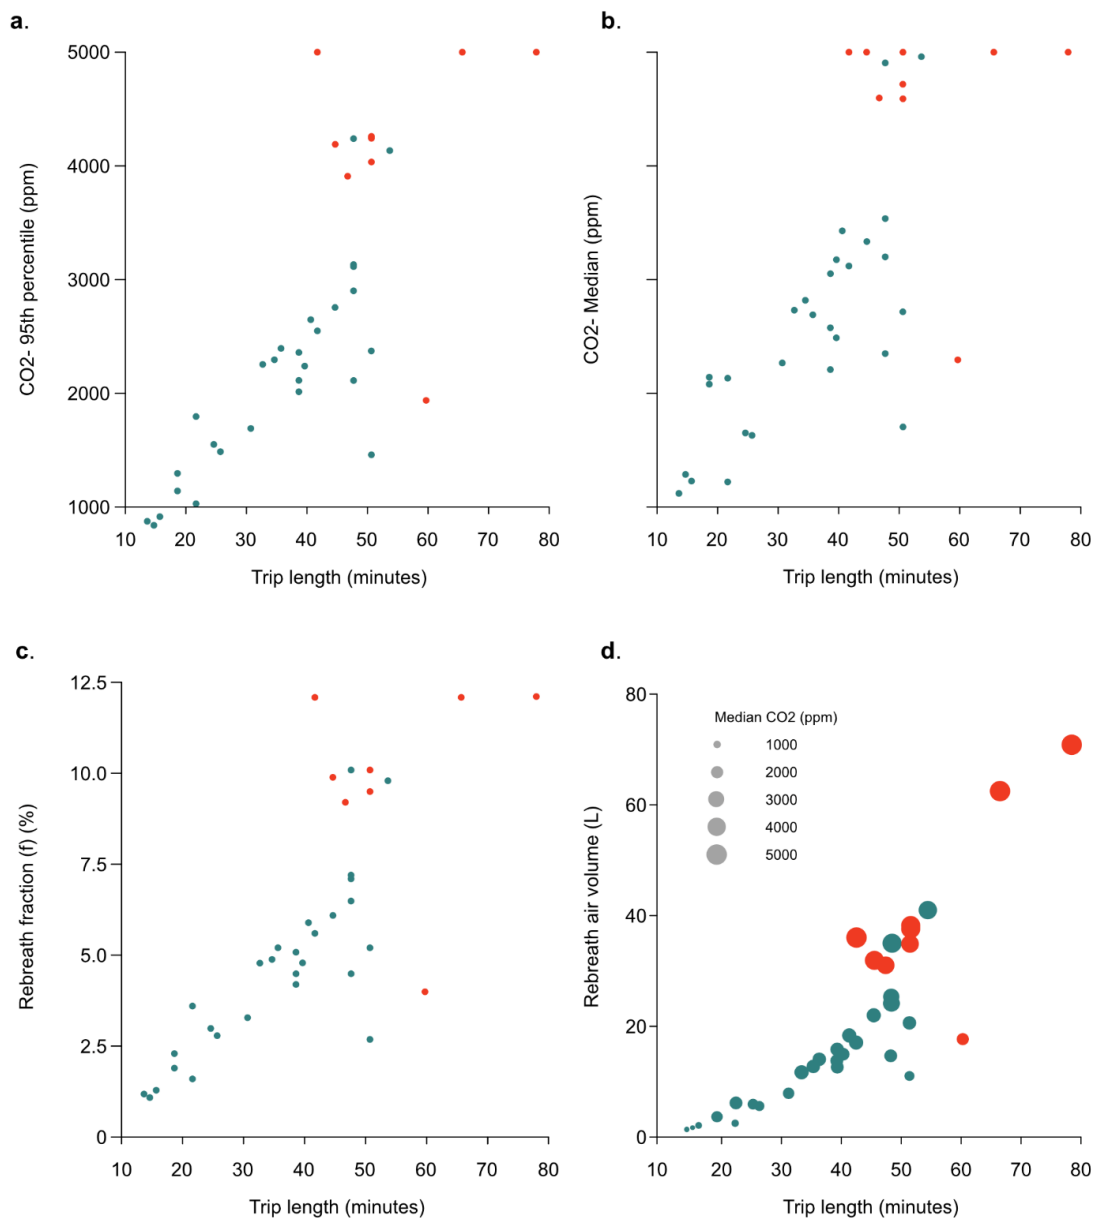 a.
5000
4000
3000
2000
1000
CO2- 95th percentile (ppm)
10 20 30 40 50 60 70 80
Trip length (minutes)
b.
CO2- Median (ppm)
10 20 30 40 50 60 70 80
Trip length (minutes)
c.
12.5
10.0
7.5
5.0
2.5
0
Rebreath fraction (f) (%)
10 20 30 40 50 60 70 80
Trip length (minutes)
d.
80
60
40
20
0
Rebreath air volume (L)
Median CO2 (ppm)
1000
2000
3000
4000
5000
10 20 30 40 50 60 70 80
Trip length (minutes)